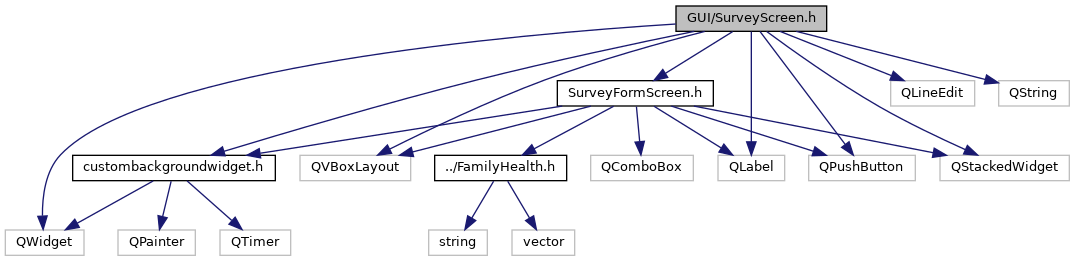 GUI/SurveyScreen.h
SurveyFormScreen.h
QLineEdit
QString
custombackgroundwidget.h
QVBoxLayout
../FamilyHealth.h
QComboBox
QLabel
QPushButton
QStackedWidget
QWidget
QPainter
QTimer
string
vector